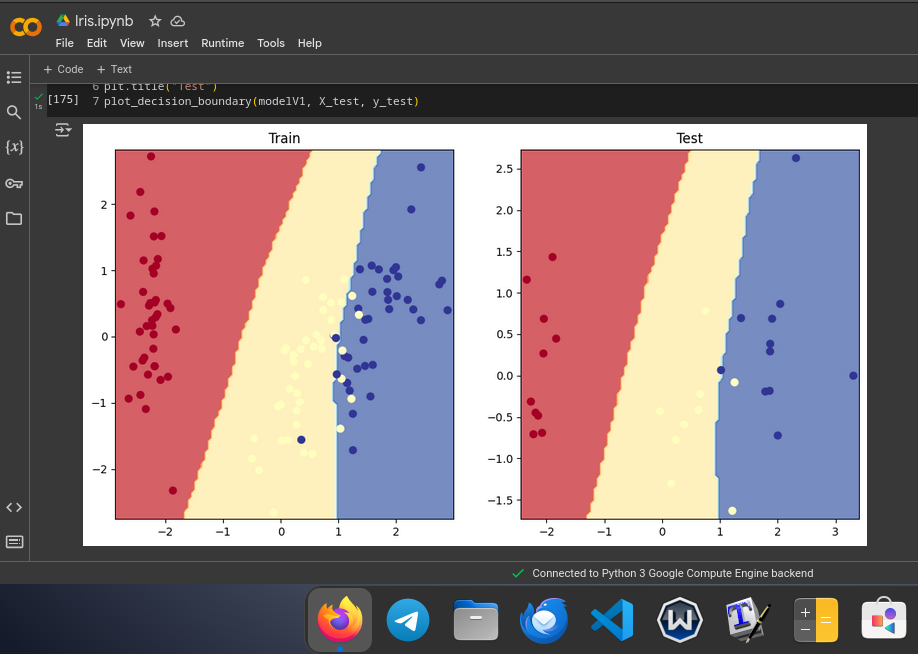 Iris.ipynb
File Edit View Insert Runtime Tools Help
+ Code + Text
6 plt.title("Test")
[175] 7 plot_decision_boundary(modelV1, X_test, y_test)
1s
{x}
Train
2
1
0
−1
−2
−2 −1 0 1 2
Test
2.5
2.0
1.5
1.0
0.5
0.0
−0.5
−1.0
−1.5
−2 −1 0 1 2 3
Connected to Python 3 Google Compute Engine backend
W
T